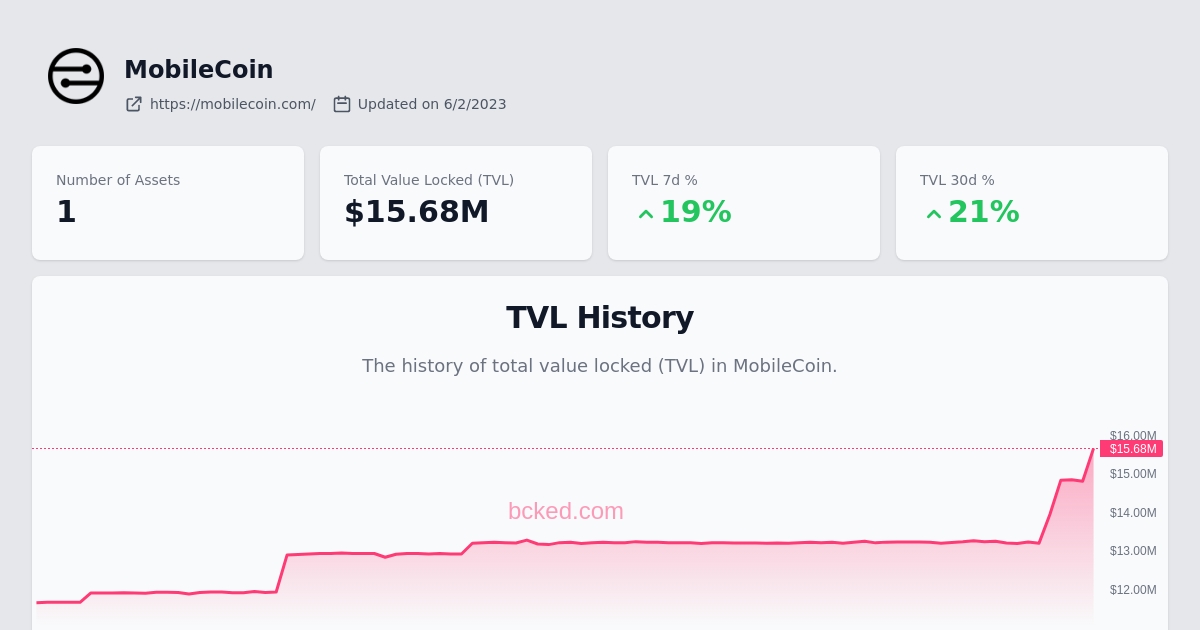 MobileCoin
https://mobilecoin.com/ Updated on 6/2/2023
Number of Assets
1
Total Value Locked (TVL)
$15.68M
TVL 7d %
19%
TVL 30d %
21%
TVL History
The history of total value locked (TVL) in MobileCoin.
$16.00M
$15.68M
$15.00M
bcked.com
$14.00M
$13.00M
$12.00M